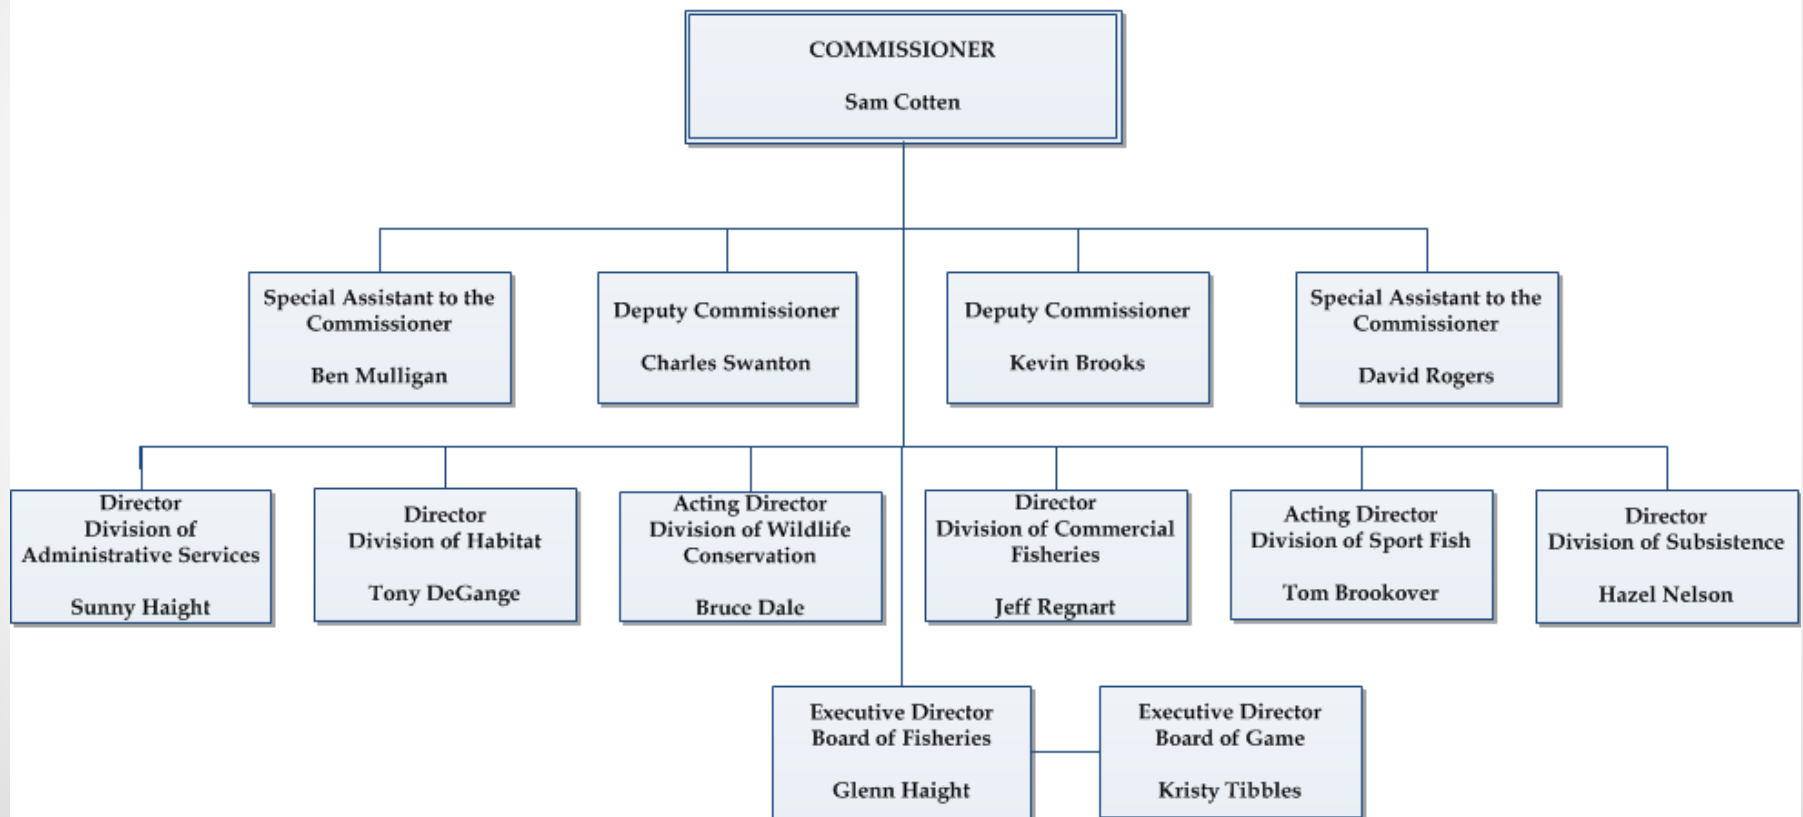 COMMISSIONER
Sam Cotten
Special Assistant to the
Commissioner
Ben Mulligan
Deputy Commissioner
Charles Swanton
Deputy Commissioner
Kevin Brooks
Special Assistant to the
Commissioner
David Rogers
Director
Division of
Administrative Services
Sunny Haight
Director
Division of Habitat
Tony DeGange
Acting Director
Division of Wildlife
Conservation
Bruce Dale
Director
Division of Commercial
Fisheries
Jeff Regnart
Acting Director
Division of Sport Fish
Tom Brookover
Director
Division of Subsistence
Hazel Nelson
Executive Director
Board of Fisheries
Glenn Haight
Executive Director
Board of Game
Kristy Tibbles